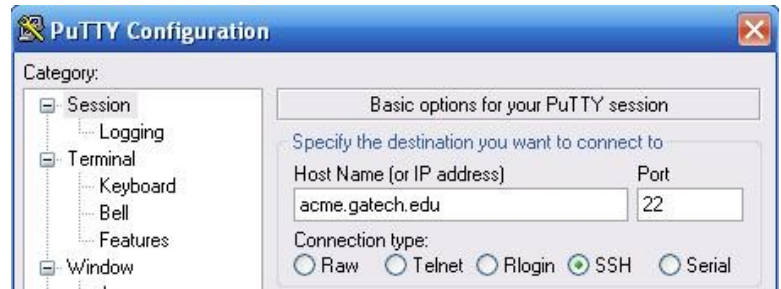 PuTTY Configuration
Category:
Session
Logging
Terminal
Keyboard
Bell
Features
Window
Basic options for your PuTTY session
Specify the destination you want to connect to
Host Name (or IP address) Port
acme.gatech.edu 22
Connection type:
Raw Telnet Rlogin SSH Serial